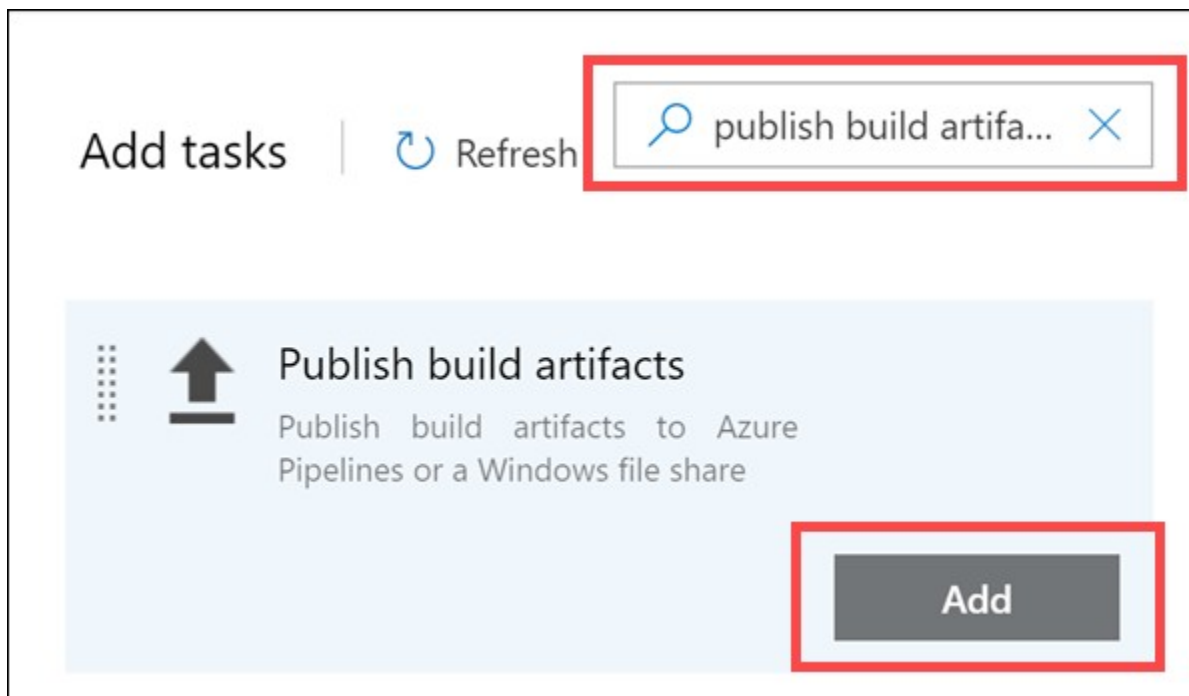 Add tasks
Refresh
publish build artifa...
Publish build artifacts
Publish build artifacts to Azure
Pipelines or a Windows file share
Add